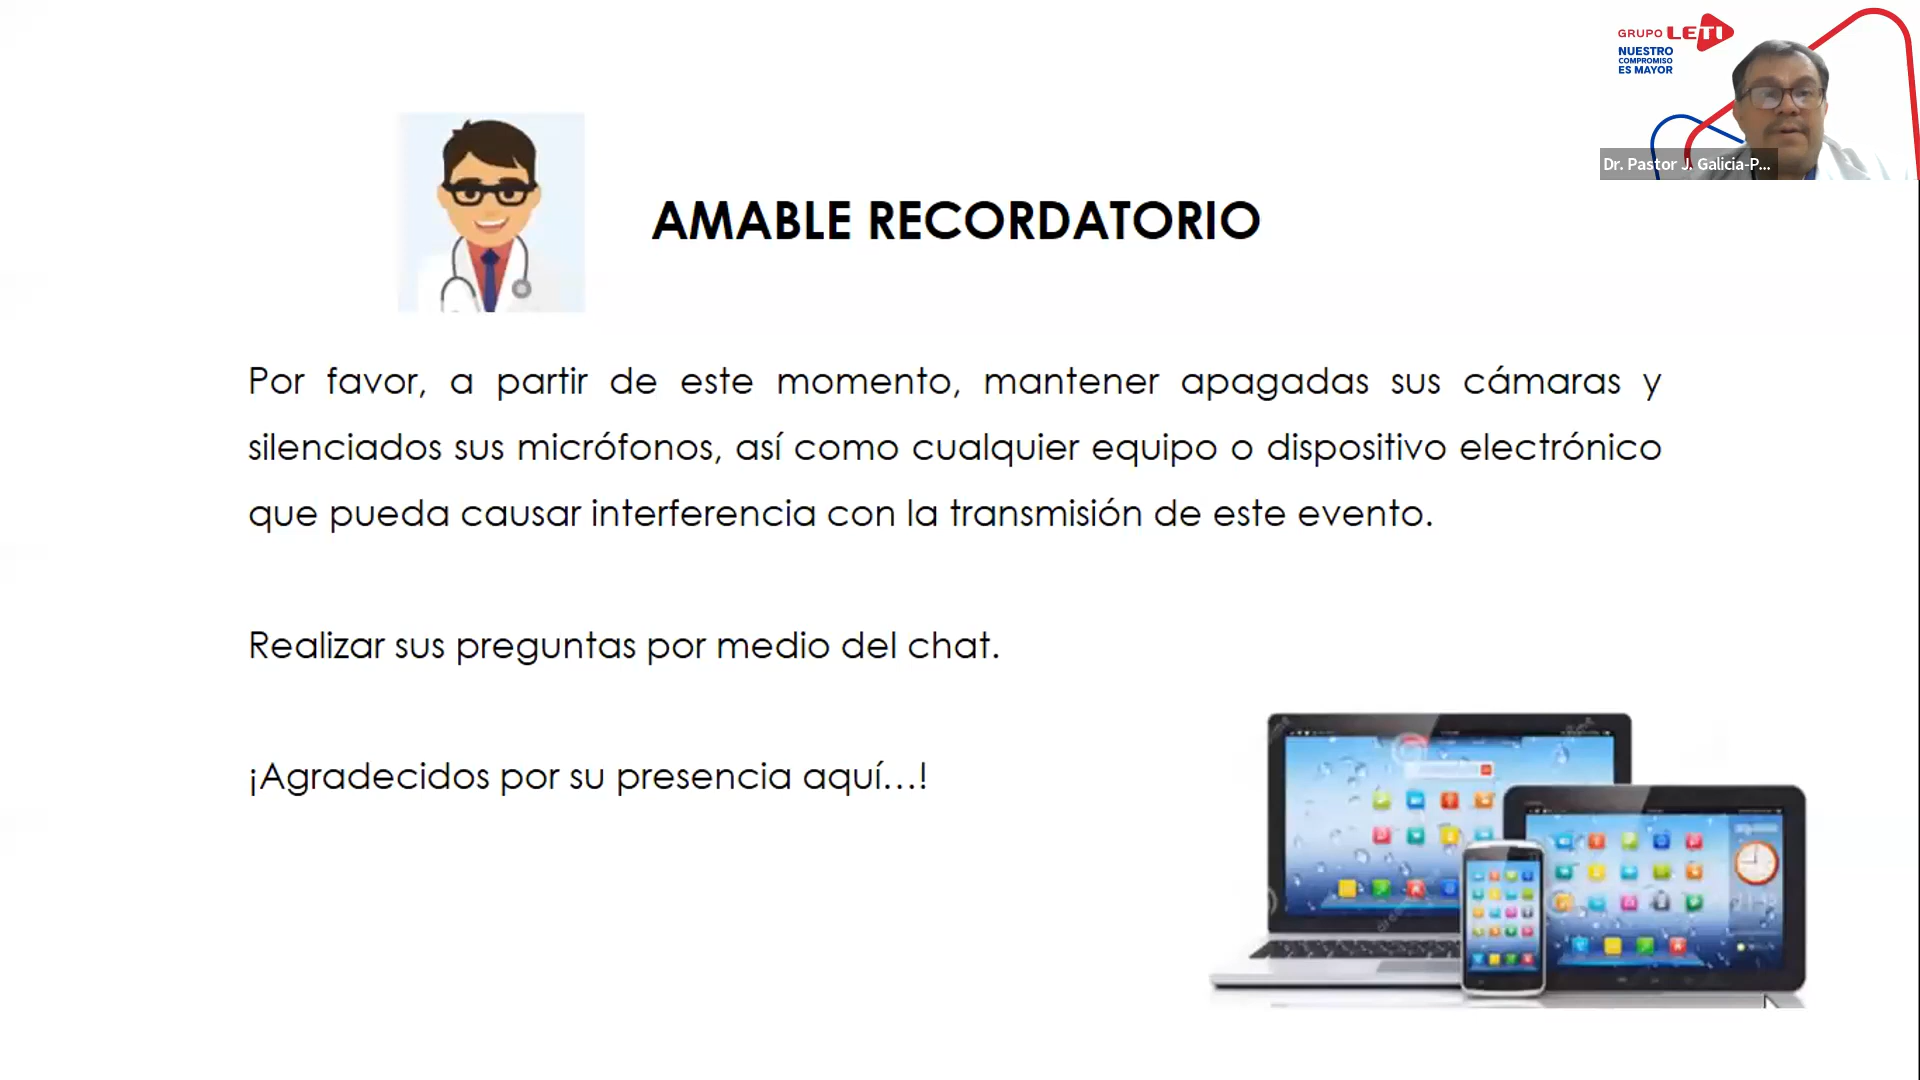 GRUPO LETI
NUESTRO
COMPROMISO
ES MAYOR
Dr. Pastor J. Galicia-P...
AMABLE RECORDATORIO
Por favor, a partir de este momento, mantener apagadas sus cámaras y
silenciados sus micrófonos, así como cualquier equipo o dispositivo electrónico
que pueda causar interferencia con la transmisión de este evento.
Realizar sus preguntas por medio del chat.
¡Agradecidos por su presencia aquí...!